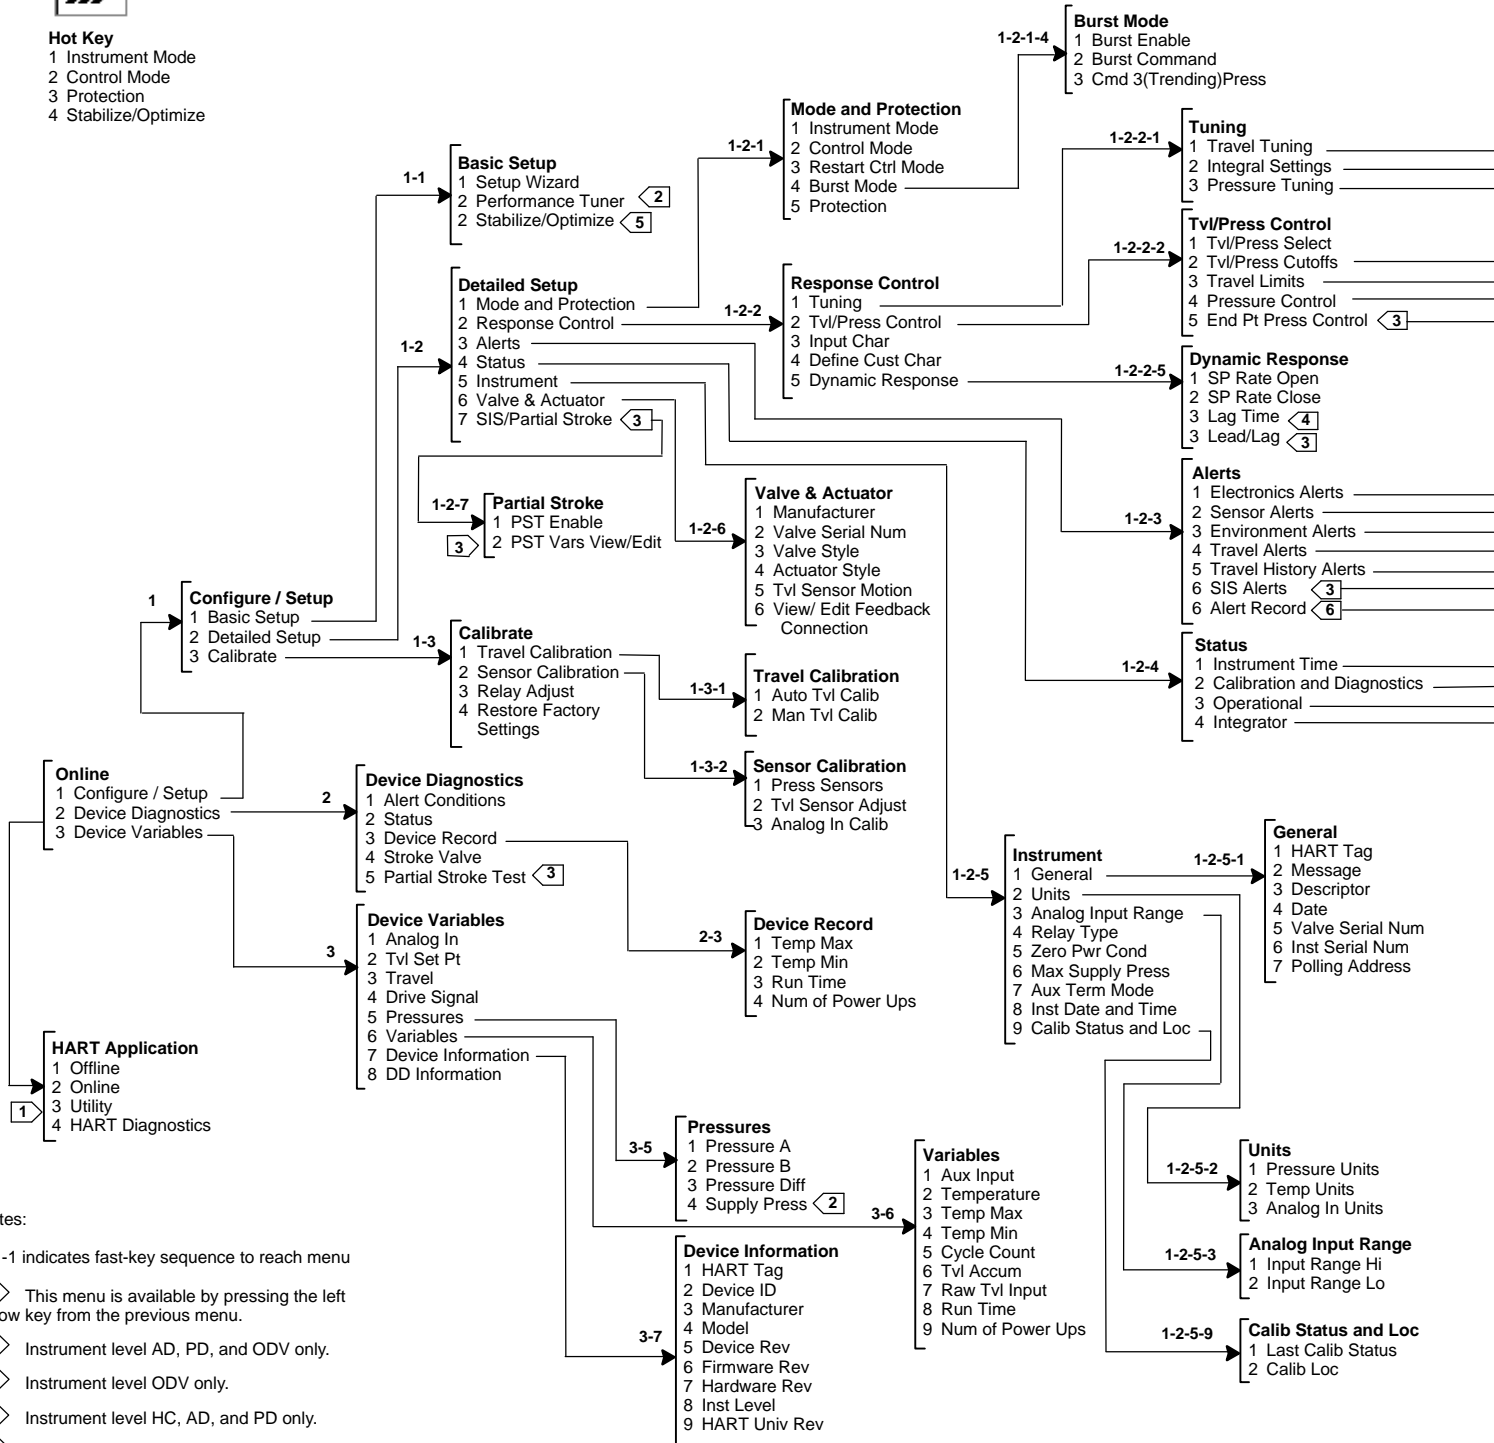 Hot Key
1 Instrument Mode
2 Control Mode
3 Protection
4 Stabilize/Optimize
1-2-1-4
Burst Mode
1 Burst Enable
2 Burst Command
3 Cmd 3(Trending)Press
1-1
Basic Setup
1 Setup Wizard
2 Performance Tuner 2
2 Stabilize/Optimize 5
1-2-1
Mode and Protection
1 Instrument Mode
2 Control Mode
3 Restart Ctrl Mode
4 Burst Mode
5 Protection
1-2-2-1
Tuning
1 Travel Tuning
2 Integral Settings
3 Pressure Tuning
1-2
Detailed Setup
1 Mode and Protection
2 Response Control
3 Alerts
4 Status
5 Instrument
6 Valve & Actuator
7 SIS/Partial Stroke 3
1-2-2
Response Control
1 Tuning
2 Tvl/Press Control
3 Input Char
4 Define Cust Char
5 Dynamic Response
1-2-2-2
Tvl/Press Control
1 Tvl/Press Select
2 Tvl/Press Cutoffs
3 Travel Limits
4 Pressure Control
5 End Pt Press Control 3
1-2-2-5
Dynamic Response
1 SP Rate Open
2 SP Rate Close
3 Lag Time 4
3 Lead/Lag 3
1-2-7
Partial Stroke
1 PST Enable
3 2 PST Vars View/Edit
1-2-6
Valve & Actuator
1 Manufacturer
2 Valve Serial Num
3 Valve Style
4 Actuator Style
5 Tvl Sensor Motion
6 View/ Edit Feedback
Connection
1-2-3
Alerts
1 Electronics Alerts
2 Sensor Alerts
3 Environment Alerts
4 Travel Alerts
5 Travel History Alerts
6 SIS Alerts 3
6 Alert Record 6
1
Configure / Setup
1 Basic Setup
2 Detailed Setup
3 Calibrate
1-3
Calibrate
1 Travel Calibration
2 Sensor Calibration
3 Relay Adjust
4 Restore Factory
Settings
1-3-1
Travel Calibration
1 Auto Tvl Calib
2 Man Tvl Calib
1-2-4
Status
1 Instrument Time
2 Calibration and Diagnostics
3 Operational
4 Integrator
1-3-2
Sensor Calibration
1 Press Sensors
2 Tvl Sensor Adjust
3 Analog In Calib
Online
1 Configure / Setup
2 Device Diagnostics
3 Device Variables
2
Device Diagnostics
1 Alert Conditions
2 Status
3 Device Record
4 Stroke Valve
5 Partial Stroke Test 3
1-2-5
Instrument
1 General
2 Units
3 Analog Input Range
4 Relay Type
5 Zero Pwr Cond
6 Max Supply Press
7 Aux Term Mode
8 Inst Date and Time
9 Calib Status and Loc
1-2-5-1
General
1 HART Tag
2 Message
3 Descriptor
4 Date
5 Valve Serial Num
6 Inst Serial Num
7 Polling Address
3
Device Variables
1 Analog In
2 Tvl Set Pt
3 Travel
4 Drive Signal
5 Pressures
6 Variables
7 Device Information
8 DD Information
2-3
Device Record
1 Temp Max
2 Temp Min
3 Run Time
4 Num of Power Ups
HART Application
1 Offline
2 Online
1 3 Utility
4 HART Diagnostics
3-5
Pressures
1 Pressure A
2 Pressure B
3 Pressure Diff
4 Supply Press 2
3-6
Variables
1 Aux Input
2 Temperature
3 Temp Max
4 Temp Min
5 Cycle Count
6 Tvl Accum
7 Raw Tvl Input
8 Run Time
9 Num of Power Ups
1-2-5-2
Units
1 Pressure Units
2 Temp Units
3 Analog In Units
1-2-5-3
Analog Input Range
1 Input Range Hi
2 Input Range Lo
3-7
Device Information
1 HART Tag
2 Device ID
3 Manufacturer
4 Model
5 Device Rev
6 Firmware Rev
7 Hardware Rev
8 Inst Level
9 HART Univ Rev
1-2-5-9
Calib Status and Loc
1 Last Calib Status
2 Calib Loc
tes:
-1 indicates fast-key sequence to reach menu
This menu is available by pressing the left
ow key from the previous menu.
Instrument level AD, PD, and ODV only.
Instrument level ODV only.
Instrument level HC, AD, and PD only.